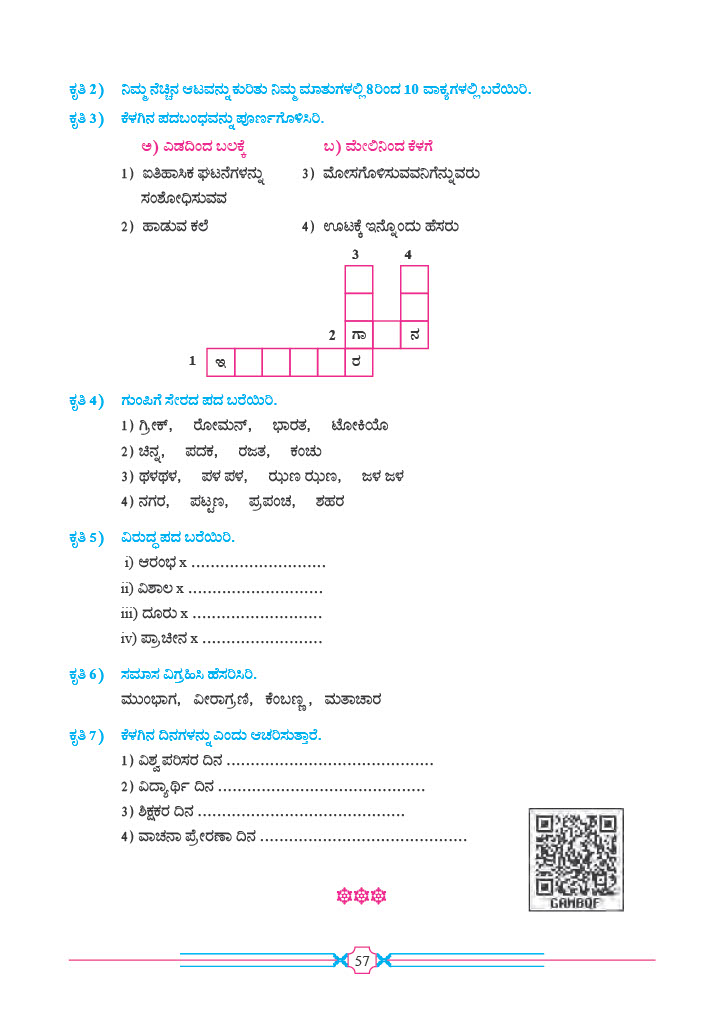 ಕೃತಿ 2) ನಿಮ್ಮ ನೆಚ್ಚಿನ ಆಟವನ್ನು ಕುರಿತು ನಿಮ್ಮ ಮಾತುಗಳಲ್ಲಿ 8ರಿಂದ 10 ವಾಕ್ಯಗಳಲ್ಲಿ ಬರೆಯಿರಿ.
ಕೃತಿ 3) ಕೆಳಗಿನ ಪದಬಂಧವನ್ನು ಪೂರ್ಣಗೊಳಿಸಿರಿ.
ಅ) ಎಡದಿಂದ ಬಲಕ್ಕೆ ಬ) ಮೇಲಿನಿಂದ ಕೆಳಗೆ
1) ಐತಿಹಾಸಿಕ ಘಟನೆಗಳನ್ನು 3) ಮೋಸಗೊಳಿಸುವವನಿಗೆನ್ನುವರು
ಸಂಶೋಧಿಸುವವ
2) ಹಾಡುವ ಕಲೆ 4) ಊಟಕ್ಕೆ ಇನ್ನೊಂದು ಹೆಸರು
3 4
2 ಗಾ ನ
1 ಇ ರ
ಕೃತಿ 4) ಗುಂಪಿಗೆ ಸೇರದ ಪದ ಬರೆಯಿರಿ.
1) ಗ್ರೀಕ್, ರೋಮನ್, ಭಾರತ, ಟೋಕಿಯೊ
2) ಚಿನ್ನ, ಪದಕ, ರಜತ, ಕಂಚು
3) ಥಳಥಳ, ಪಳ ಪಳ, ಝಣ ಝಣ, ಜಳ ಜಳ
4) ನಗರ, ಪಟ್ಟಣ, ಪ್ರಪಂಚ, ಶಹರ
ಕೃತಿ 5) ವಿರುದ್ಧ ಪದ ಬರೆಯಿರಿ.
i) ಆರಂಭ x ............................
ii) ವಿಶಾಲ x ............................
iii) ದೂರು x ...........................
iv) ಪ್ರಾಚೀನ x .........................
ಕೃತಿ 6) ಸಮಾಸ ವಿಗ್ರಹಿಸಿ ಹೆಸರಿಸಿರಿ.
ಮುಂಭಾಗ, ವೀರಾಗ್ರಣಿ, ಕೆಂಬಣ್ಣ , ಮತಾಚಾರ
ಕೃತಿ 7) ಕೆಳಗಿನ ದಿನಗಳನ್ನು ಎಂದು ಆಚರಿಸುತ್ತಾರೆ.
1) ವಿಶ್ವ ಪರಿಸರ ದಿನ ...........................................
2) ವಿದ್ಯಾರ್ಥಿ ದಿನ ...........................................
3) ಶಿಕ್ಷಕರ ದಿನ ...........................................
4) ವಾಚನಾ ಪ್ರೇರಣಾ ದಿನ ...........................................
GAMBQF
57